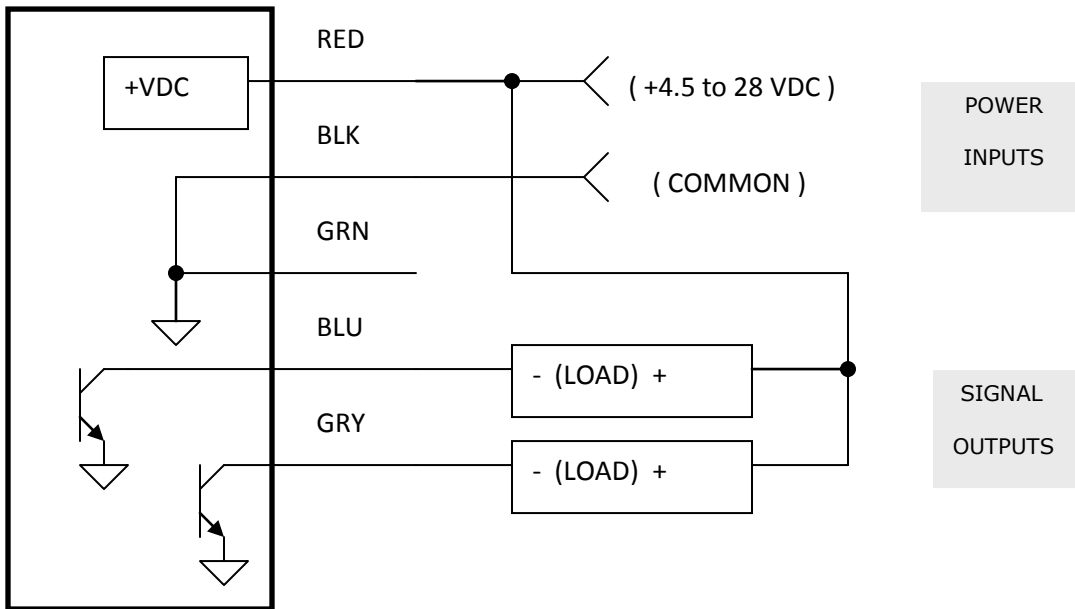 RED
+VDC
( +4.5 to 28 VDC )
BLK
( COMMON )
GRN
BLU
- (LOAD) +
GRY
- (LOAD) +
POWER
INPUTS
SIGNAL
OUTPUTS